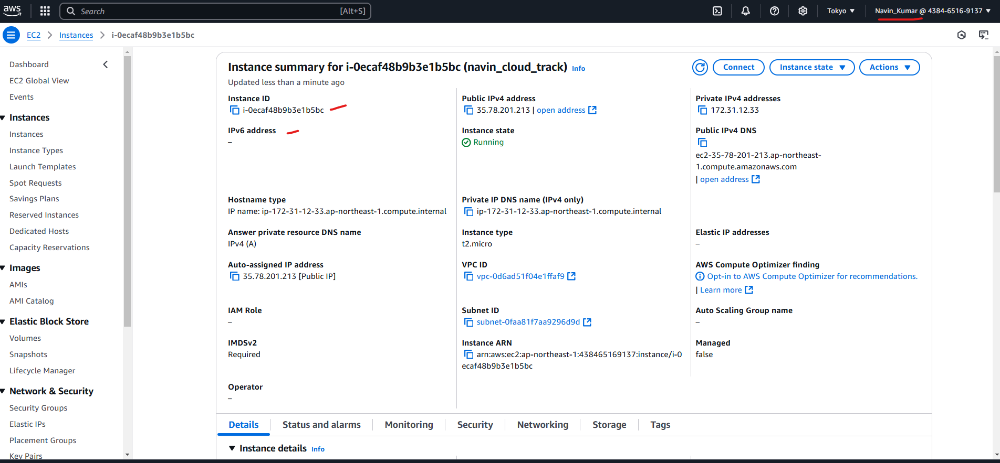 aws
Search [Alt+S]
Tokyo
Navin_Kumar @ 4384-6516-9137
EC2
Instances
i-0ecaf48b9b3e1b5bc
Dashboard
EC2 Global View
Events
Instances
Instances
Instance Types
Launch Templates
Spot Requests
Savings Plans
Reserved Instances
Dedicated Hosts
Capacity Reservations
Images
AMIs
AMI Catalog
Elastic Block Store
Volumes
Snapshots
Lifecycle Manager
Network & Security
Security Groups
Elastic IPs
Placement Groups
Key Pairs
Instance summary for i-0ecaf48b9b3e1b5bc (navin_cloud_track) Info
Updated less than a minute ago
Connect
Instance state
Actions
Instance ID
i-0ecaf48b9b3e1b5bc
Public IPv4 address
35.78.201.213 | open address
Private IPv4 addresses
172.31.12.33
IPv6 address
–
Instance state
Running
Public IPv4 DNS
ec2-35-78-201-213.ap-northeast-
1.compute.amazonaws.com
| open address
Hostname type
IP name: ip-172-31-12-33.ap-northeast-1.compute.internal
Private IP DNS name (IPv4 only)
ip-172-31-12-33.ap-northeast-1.compute.internal
Answer private resource DNS name
IPv4 (A)
Instance type
t2.micro
Elastic IP addresses
–
Auto-assigned IP address
35.78.201.213 [Public IP]
VPC ID
vpc-0d6ad51f04e1ffaf9
AWS Compute Optimizer finding
Opt-in to AWS Compute Optimizer for recommendations.
| Learn more
IAM Role
–
Subnet ID
subnet-0faa81f7aa9296d9d
Auto Scaling Group name
–
IMDSv2
Required
Instance ARN
arn:aws:ec2:ap-northeast-1:438465169137:instance/i-0
ecaf48b9b3e1b5bc
Managed
false
Operator
–
Details
Status and alarms
Monitoring
Security
Networking
Storage
Tags
Instance details Info